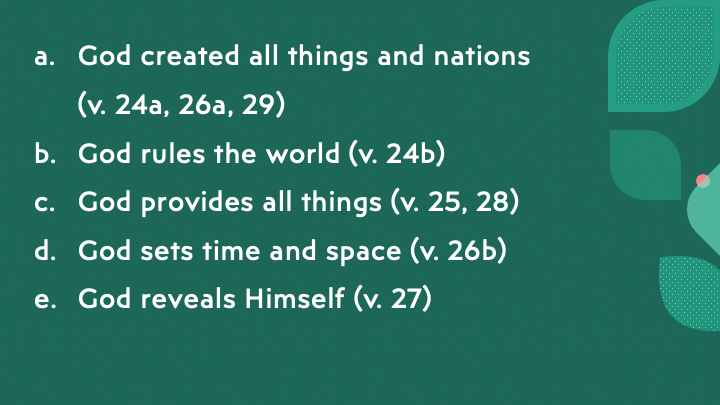 a. God created all things and nations
(v. 24a, 26a, 29)
b. God rules the world (v. 24b)
c. God provides all things (v. 25, 28)
d. God sets time and space (v. 26b)
e. God reveals Himself (v. 27)